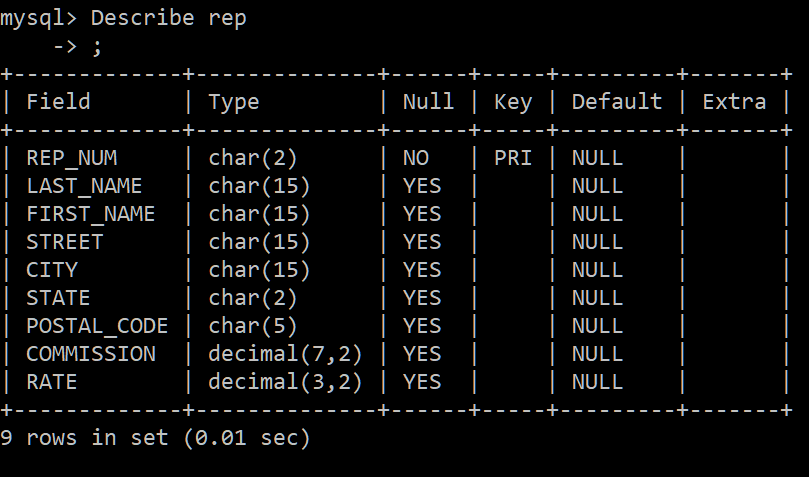 mysql> Describe rep
    -> ;
+-------------+--------------+------+-----+---------+-------+
| Field       | Type         | Null | Key | Default | Extra |
+-------------+--------------+------+-----+---------+-------+
| REP_NUM     | char(2)      | NO   | PRI | NULL    |       |
| LAST_NAME   | char(15)     | YES  |     | NULL    |       |
| FIRST_NAME  | char(15)     | YES  |     | NULL    |       |
| STREET      | char(15)     | YES  |     | NULL    |       |
| CITY        | char(15)     | YES  |     | NULL    |       |
| STATE       | char(2)      | YES  |     | NULL    |       |
| POSTAL_CODE | char(5)      | YES  |     | NULL    |       |
| COMMISSION  | decimal(7,2) | YES  |     | NULL    |       |
| RATE        | decimal(3,2) | YES  |     | NULL    |       |
+-------------+--------------+------+-----+---------+-------+
9 rows in set (0.01 sec)